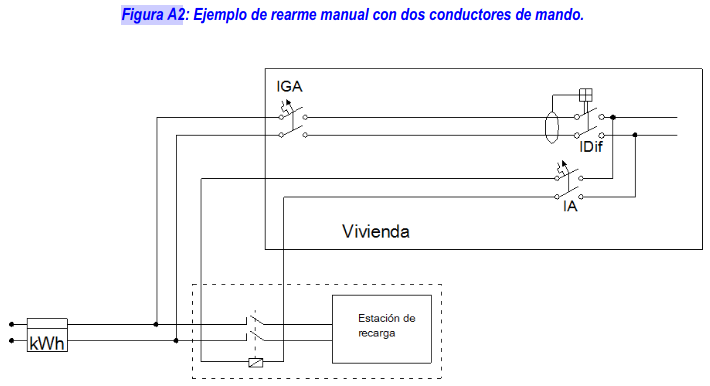 Figura A2: Ejemplo de rearme manual con dos conductores de mando.
IGA
IDif
IA
Vivienda
Estación de
recarga
kWh